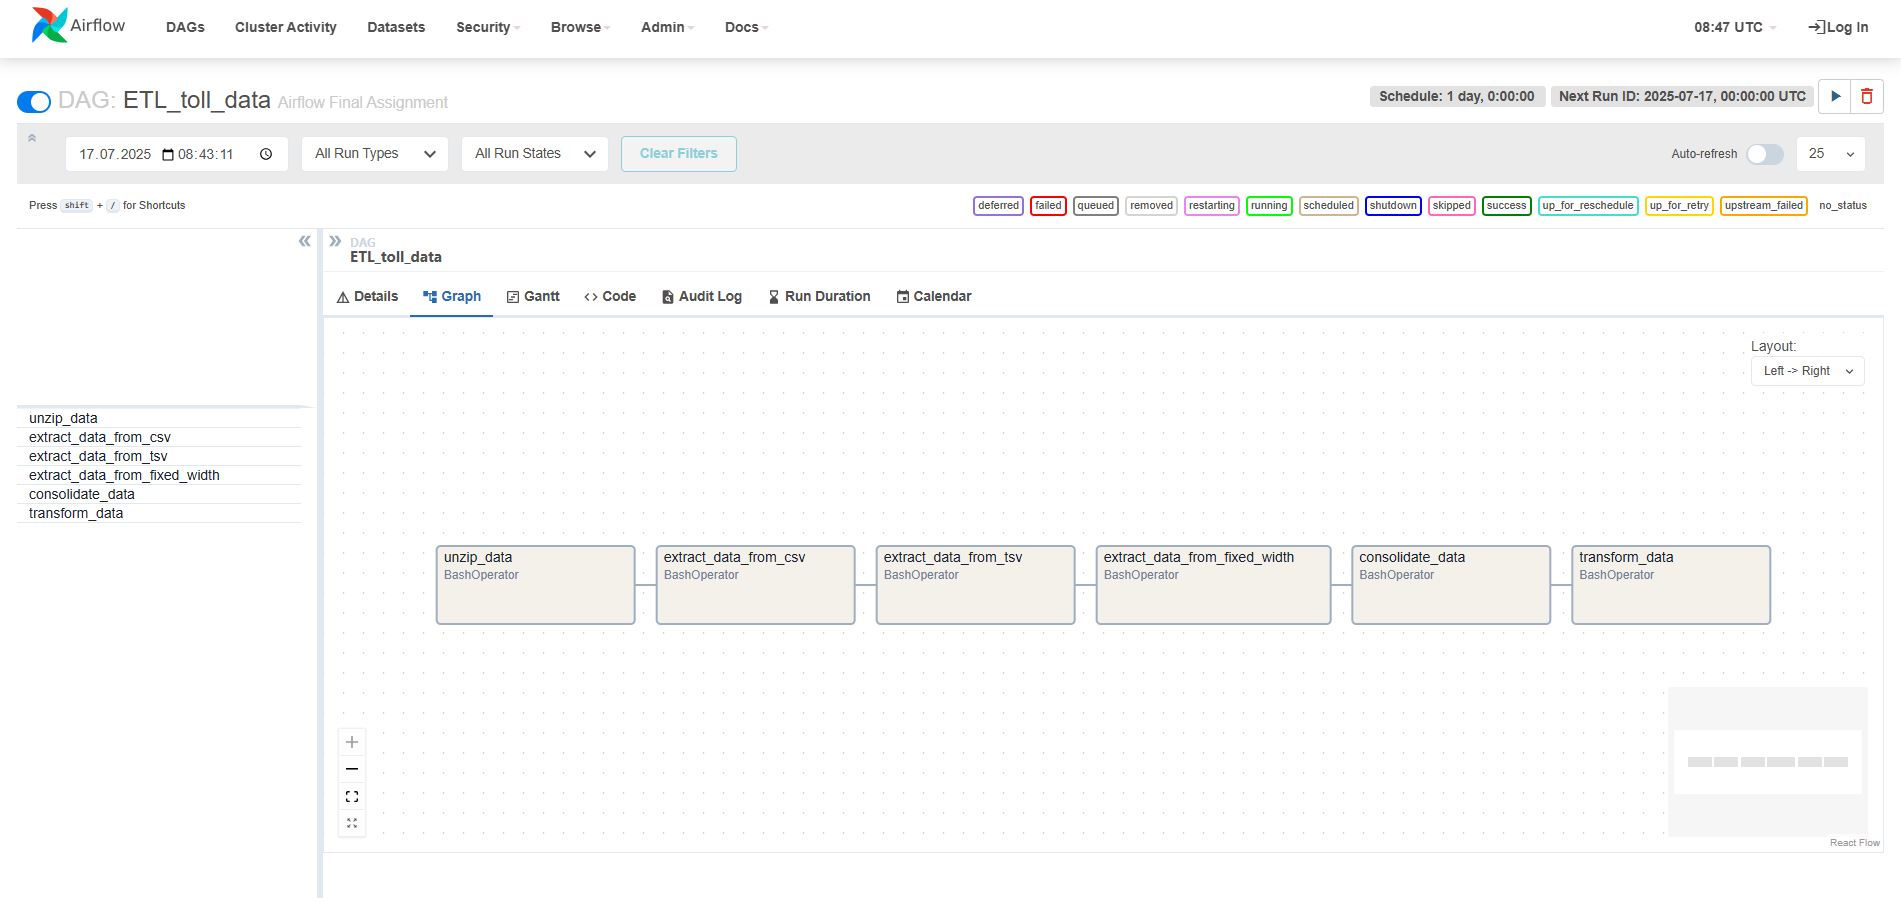 Airflow DAGs Cluster Activity Datasets Security Browse Admin Docs 08:47 UTC Log In
DAG: ETL_toll_data Airflow Final Assignment Schedule: 1 day, 0:00:00 Next Run ID: 2025-07-17, 00:00:00 UTC
17.07.2025 08:43:11 All Run Types All Run States Clear Filters Auto-refresh 25
Press shift + / for Shortcuts deferred failed queued removed restarting running scheduled shutdown skipped success up_for_reschedule up_for_retry upstream_failed no_status
DAG
ETL_toll_data
Details Graph Gantt Code Audit Log Run Duration Calendar
Layout:
Left -> Right
unzip_data
extract_data_from_csv
extract_data_from_tsv
extract_data_from_fixed_width
consolidate_data
transform_data
unzip_data
BashOperator
extract_data_from_csv
BashOperator
extract_data_from_tsv
BashOperator
extract_data_from_fixed_width
BashOperator
consolidate_data
BashOperator
transform_data
BashOperator
React Flow